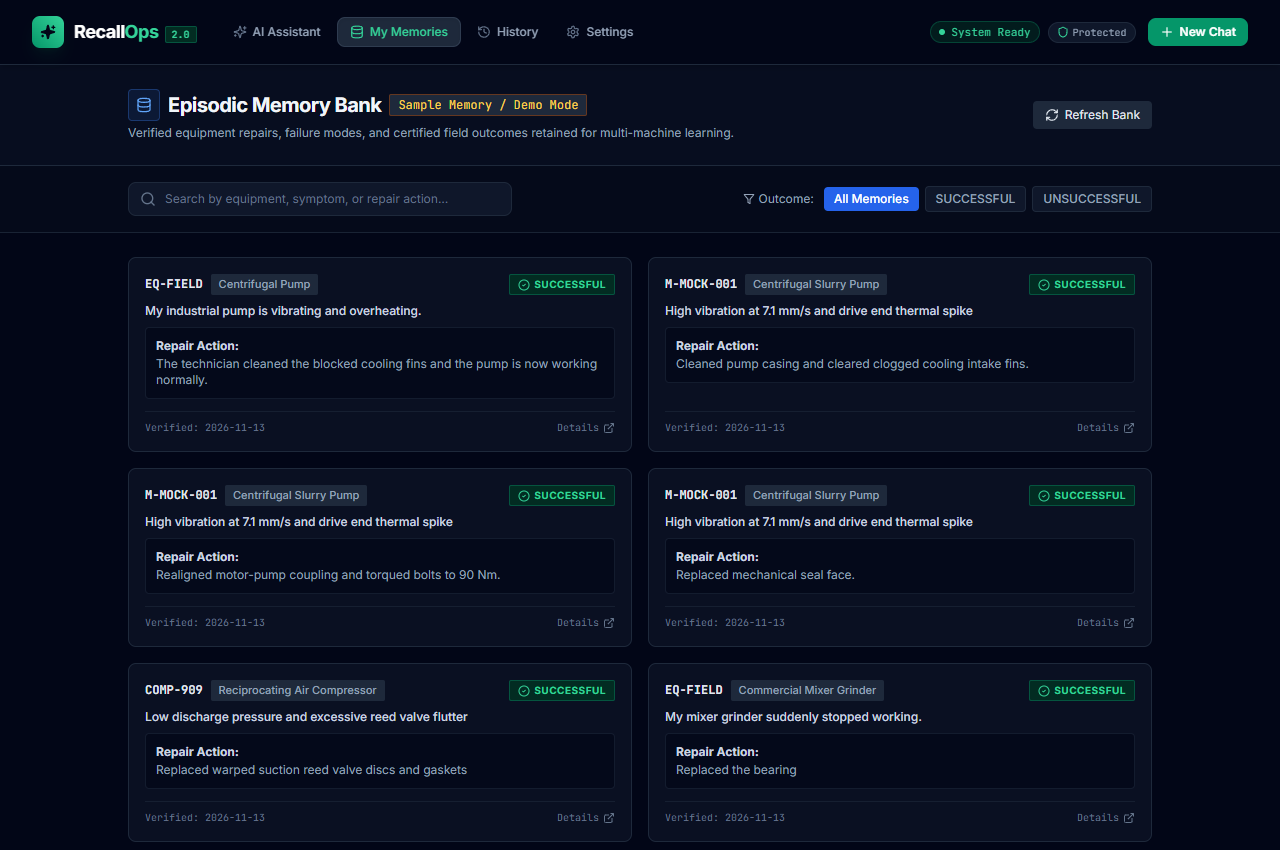 RecallOps 2.0
AI Assistant
My Memories
History
Settings
System Ready
Protected
New Chat
Episodic Memory Bank
Sample Memory / Demo Mode
Verified equipment repairs, failure modes, and certified field outcomes retained for multi-machine learning.
Refresh Bank
Search by equipment, symptom, or repair action...
Outcome:
All Memories
SUCCESSFUL
UNSUCCESSFUL
EQ-FIELD
Centrifugal Pump
SUCCESSFUL
My industrial pump is vibrating and overheating.
Repair Action:
The technician cleaned the blocked cooling fins and the pump is now working
normally.
Verified: 2026-11-13
Details
M-MOCK-001
Centrifugal Slurry Pump
SUCCESSFUL
High vibration at 7.1 mm/s and drive end thermal spike
Repair Action:
Cleaned pump casing and cleared clogged cooling intake fins.
Verified: 2026-11-13
Details
M-MOCK-001
Centrifugal Slurry Pump
SUCCESSFUL
High vibration at 7.1 mm/s and drive end thermal spike
Repair Action:
Realigned motor-pump coupling and torqued bolts to 90 Nm.
Verified: 2026-11-13
Details
M-MOCK-001
Centrifugal Slurry Pump
SUCCESSFUL
High vibration at 7.1 mm/s and drive end thermal spike
Repair Action:
Replaced mechanical seal face.
Verified: 2026-11-13
Details
COMP-909
Reciprocating Air Compressor
SUCCESSFUL
Low discharge pressure and excessive reed valve flutter
Repair Action:
Replaced warped suction reed valve discs and gaskets
Verified: 2026-11-13
Details
EQ-FIELD
Commercial Mixer Grinder
SUCCESSFUL
My mixer grinder suddenly stopped working.
Repair Action:
Replaced the bearing
Verified: 2026-11-13
Details